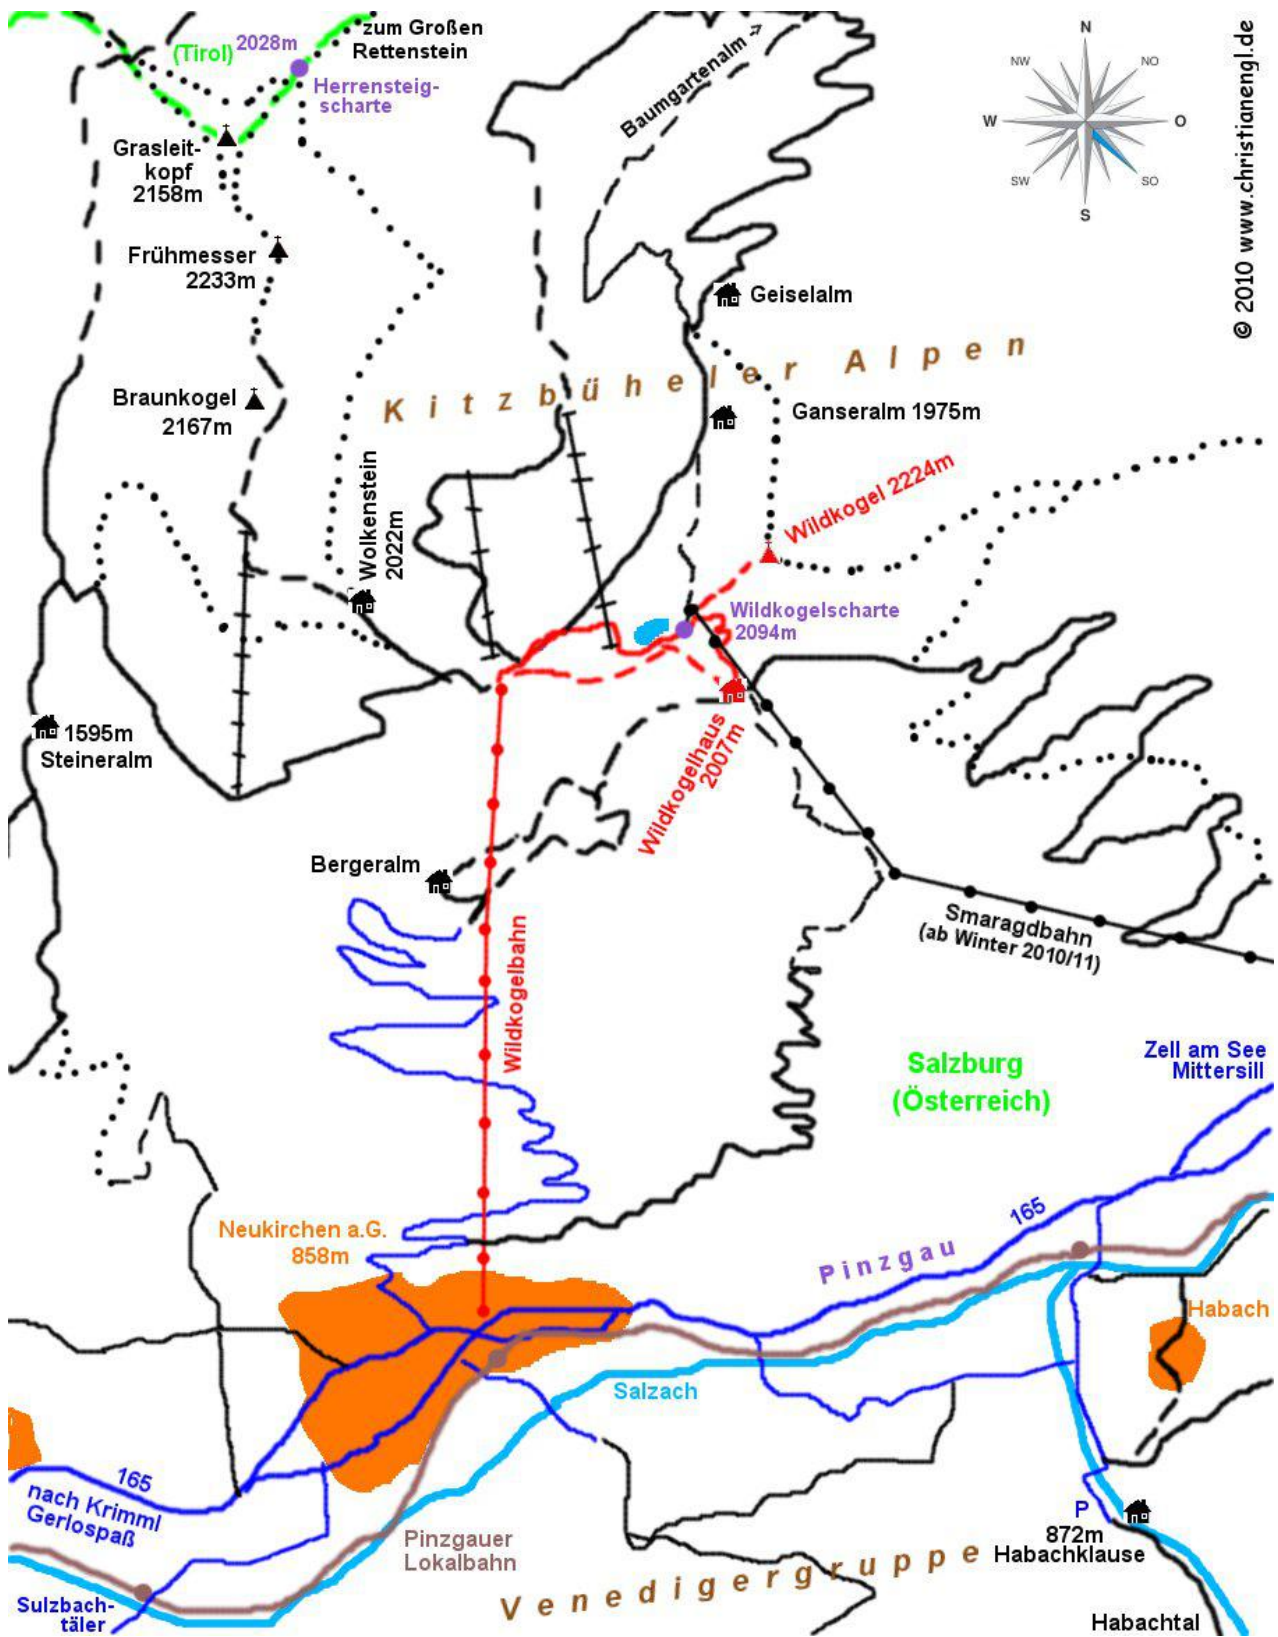 zum Großen
Rettenstein
(Tirol)
2028m
Herrensteig-
scharte
Baumgartenalm
N
NW
NO
W
O
SW
SO
S
© 2010 www.christianengl.de
Grasleit-
kopf
2158m
Frühmesser
2233m
Geiselalm
Kitzbüheler Alpen
Braunkogel
2167m
Ganseralm 1975m
Wildkogel 2224m
Wolkenstein
2022m
Wildkogelscharte
2094m
1595m
Steineralm
Wildkogelhaus
2007m
Bergeralm
Smaragdbahn
(ab Winter 2010/11)
Wildkogelbahn
Salzburg
(Österreich)
Zell am See
Mittersill
Neukirchen a.G.
858m
165
Pinzgau
Habach
Salzach
165
nach Krimml
Gerlospaß
Pinzgauer
Lokalbahn
P
872m
Habachklause
Venedigergruppe
Sulzbach-
täler
Habachtal